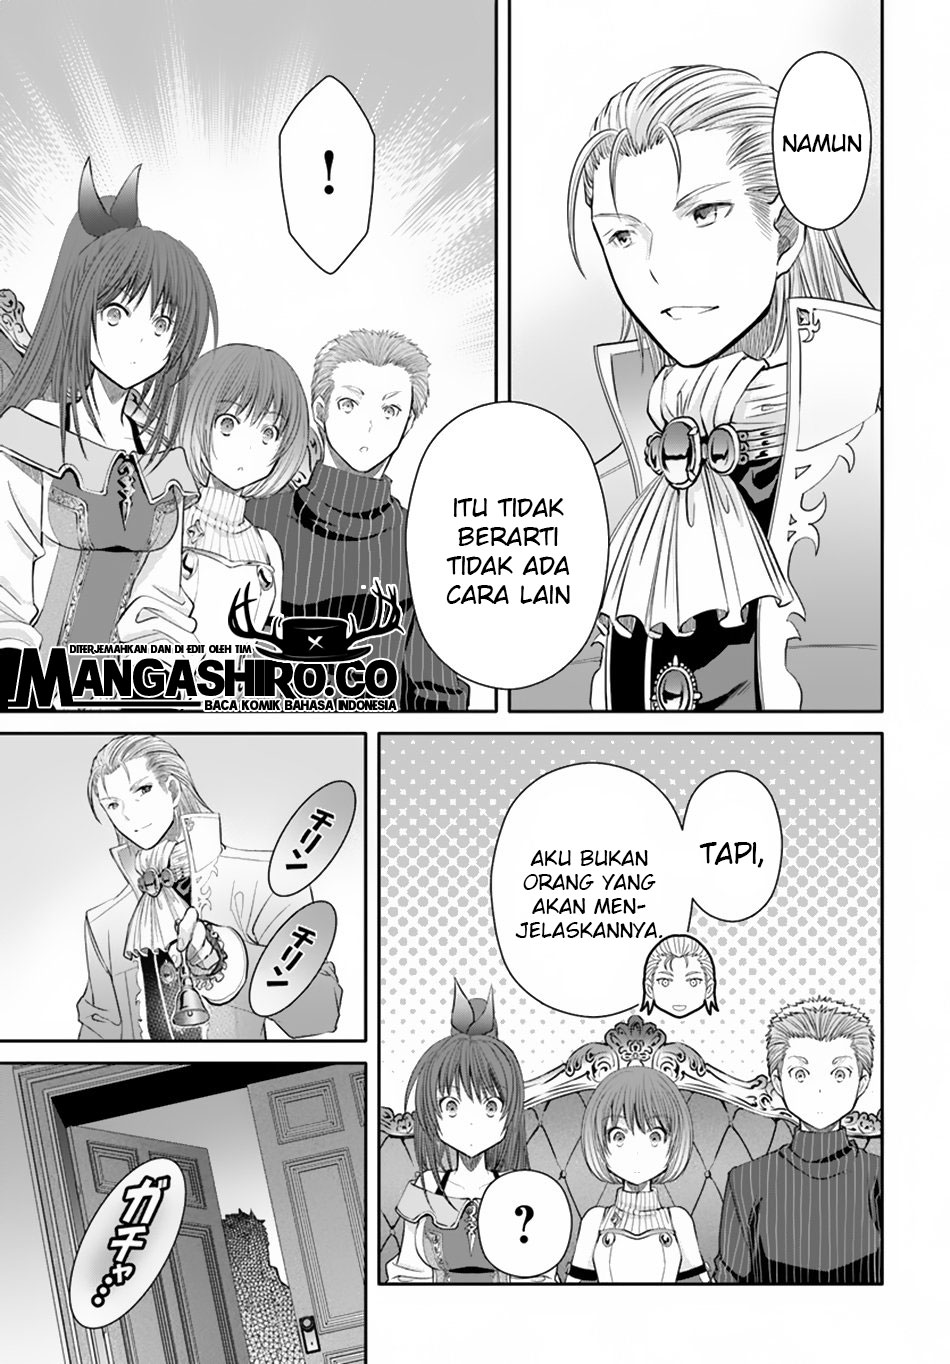 NAMUN
ITU TIDAK
BERARTI
TIDAK ADA
CARA LAIN
!
DITERJEMAHKAN DAN DI EDIT OLEH TIM
MANGASHIRO.CO
BACA KOMIK BAHASA INDONESIA
TAPI,
AKU BUKAN
ORANG YANG
AKAN MEN-
JELASKANNYA.
?
チリン
チリン
ガチャ…